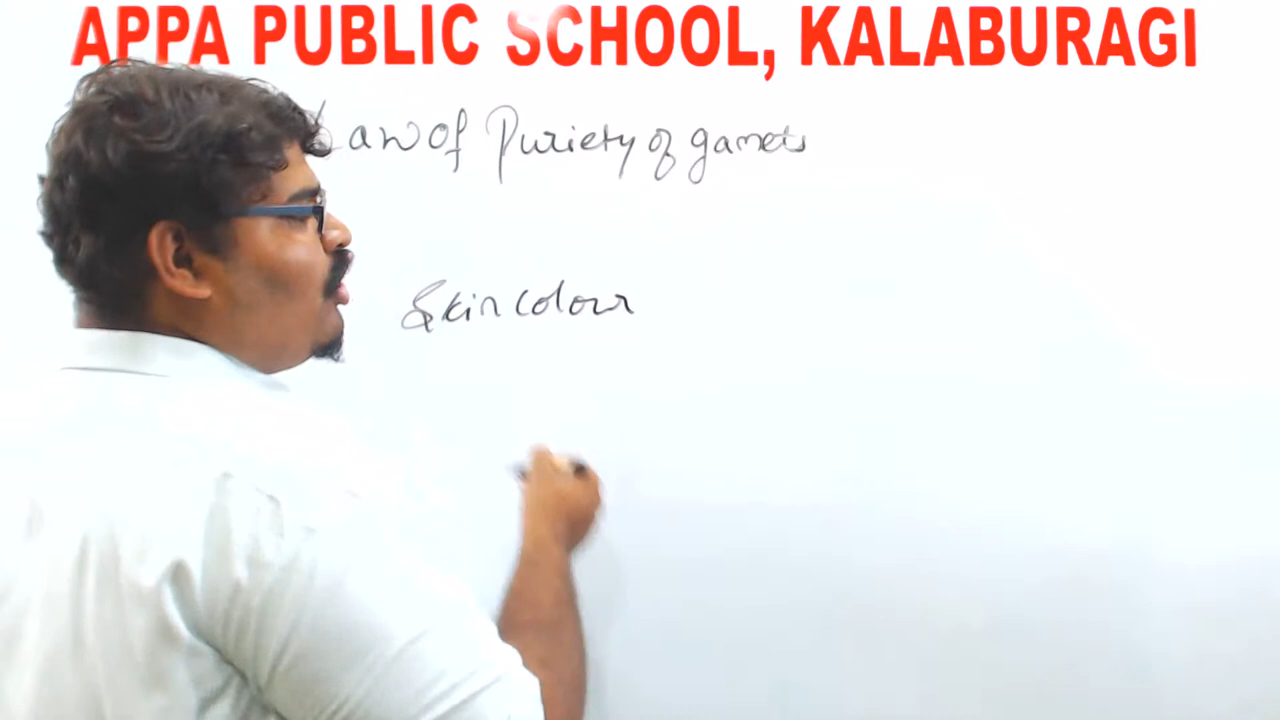 APPA PUBLIC SCHOOL, KALABURAGI
Law of Puriety of gamets
Skin colour